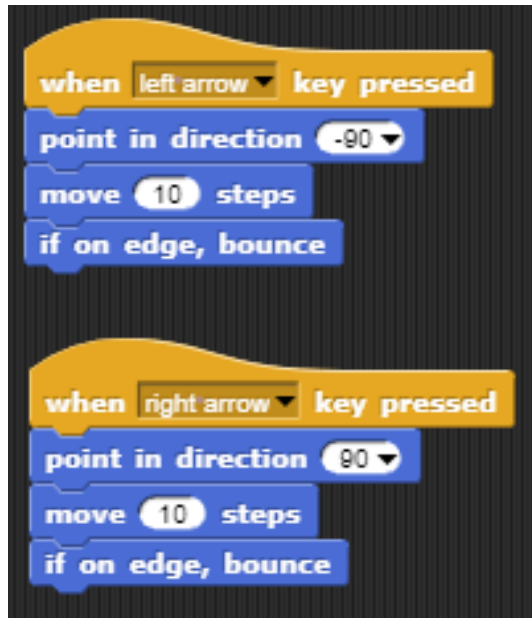 when left arrow key pressed
point in direction -90
move 10 steps
if on edge, bounce
when right arrow key pressed
point in direction 90
move 10 steps
if on edge, bounce